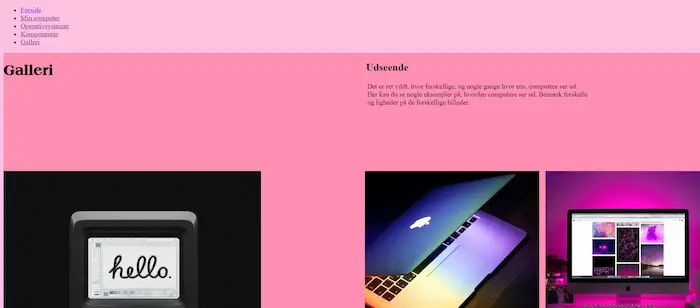 Forside
Min computer
Operativsystemer
Komponenter
Galleri
Galleri
Udseende
Det er ret vildt, hvor forskellige, og nogle gange hvor ens, computere ser ud.
Her kan du se nogle eksempler på, hvordan computere ser ud. Bemærk forskelle
og ligheder på de forskellige billeder.
hello.